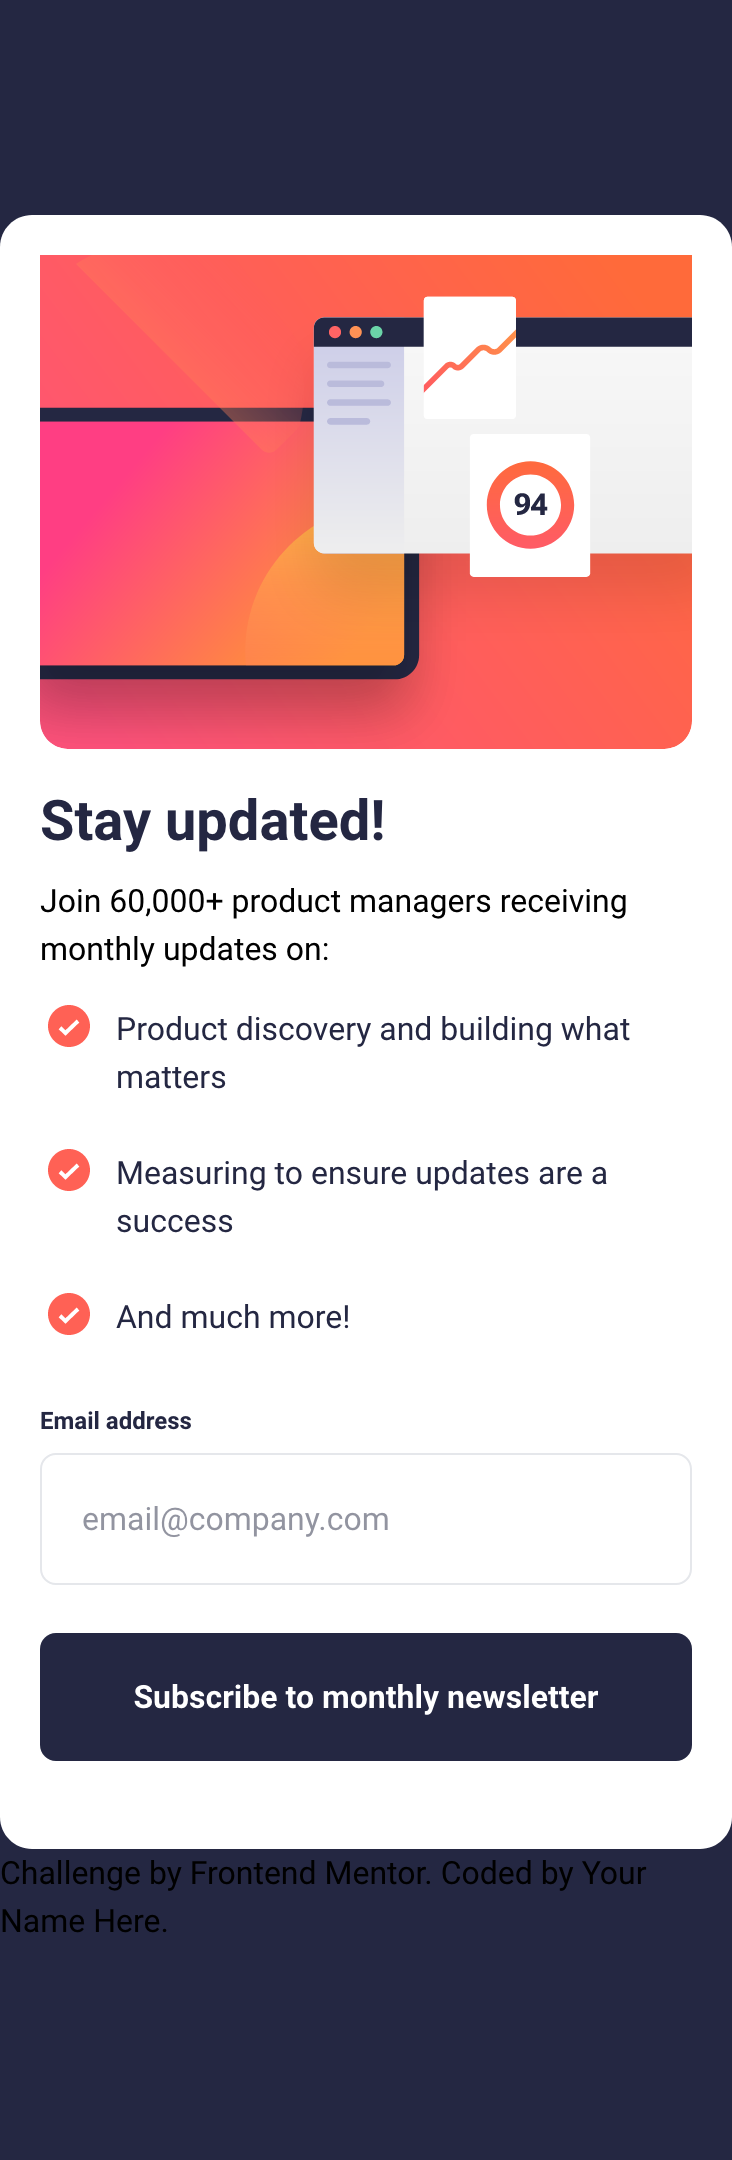 94
Stay updated!
Join 60,000+ product managers receiving
monthly updates on:
Product discovery and building what
matters
Measuring to ensure updates are a
success
And much more!
Email address
email@company.com
Subscribe to monthly newsletter
Challenge by Frontend Mentor. Coded by Your
Name Here.